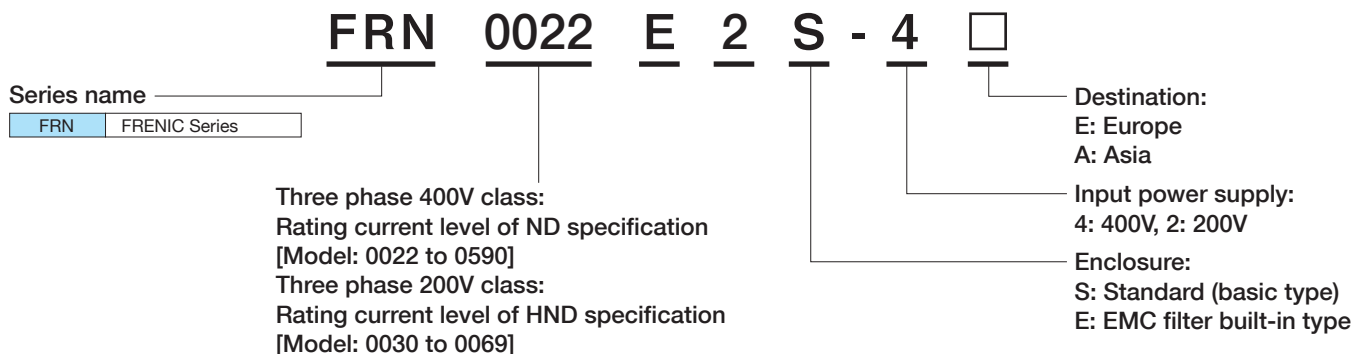 FRN 0022 E 2 S - 4 □
Series name
FRN FRENIC Series
Three phase 400V class:
Rating current level of ND specification
[Model: 0022 to 0590]
Three phase 200V class:
Rating current level of HND specification
[Model: 0030 to 0069]
Destination:
E: Europe
A: Asia
Input power supply:
4: 400V, 2: 200V
Enclosure:
S: Standard (basic type)
E: EMC filter built-in type